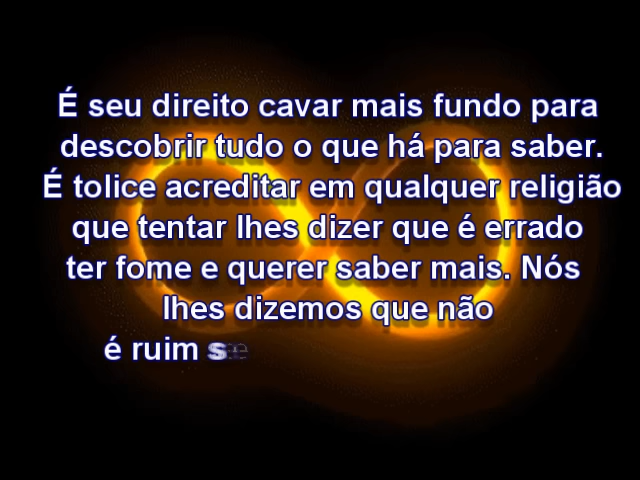 É seu direito cavar mais fundo para
descobrir tudo o que há para saber.
É tolice acreditar em qualquer religião
que tentar lhes dizer que é errado
ter fome e querer saber mais. Nós
lhes dizemos que não
é ruim